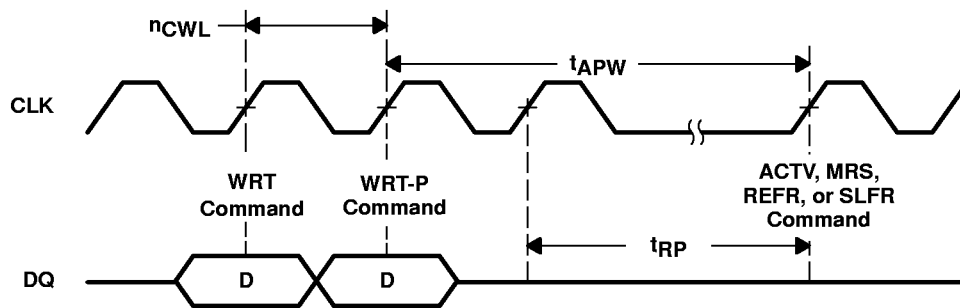 nCWL
tAPW
CLK
WRT
Command
WRT-P
Command
ACTV, MRS,
REFR, or SLFR
Command
tRP
DQ
D
D